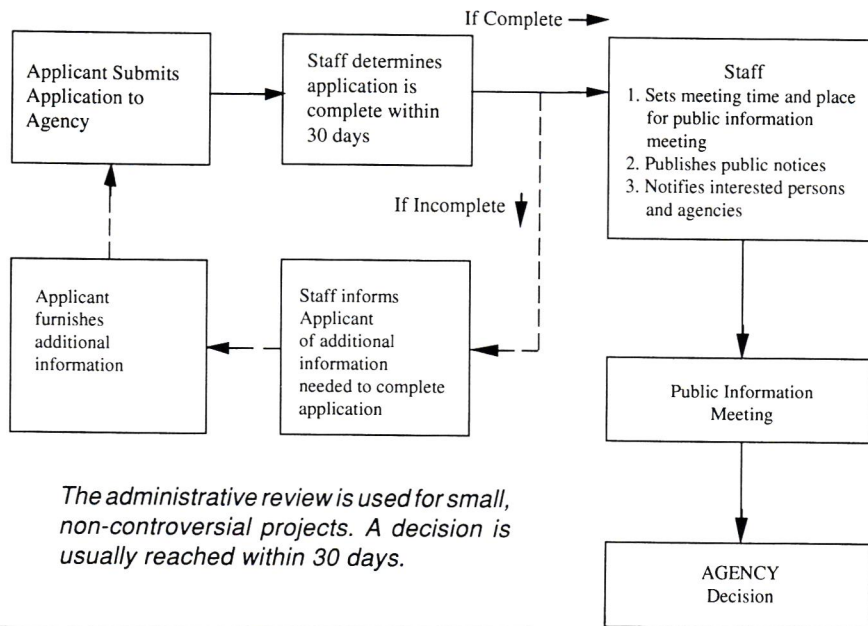 If Complete
Applicant Submits
Application to
Agency
Staff determines
application is
complete within
30 days
Staff
1. Sets meeting time and place
for public information
meeting
2. Publishes public notices
3. Notifies interested persons
and agencies
If Incomplete
Applicant
furnishes
additional
information
Staff informs
Applicant
of additional
information
needed to complete
application
Public Information
Meeting
The administrative review is used for small,
non-controversial projects. A decision is
usually reached within 30 days.
AGENCY
Decision